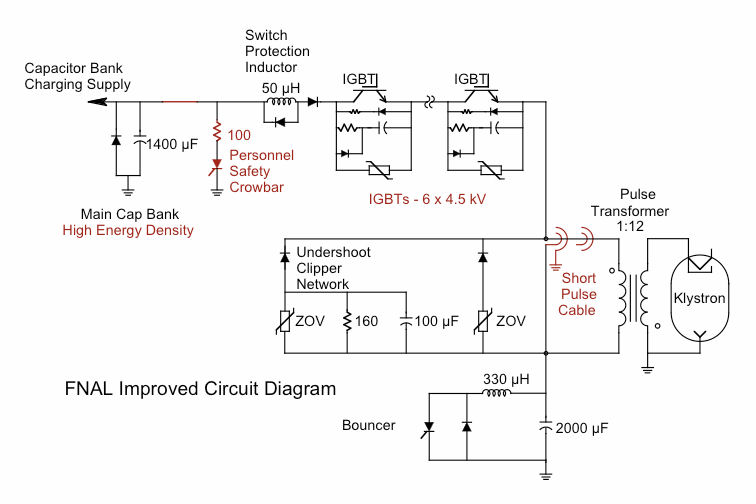 Switch
Protection
Inductor
50 µH
Capacitor Bank
Charging Supply
IGBT
IGBT
1400 µF
100
Personnel
Safety
Crowbar
Main Cap Bank
High Energy Density
IGBTs - 6 x 4.5 kV
Pulse
Transformer
1:12
Undershoot
Clipper
Network
Short
Pulse
Cable
Klystron
ZOV
160
100 µF
ZOV
FNAL Improved Circuit Diagram
330 µH
Bouncer
2000 µF